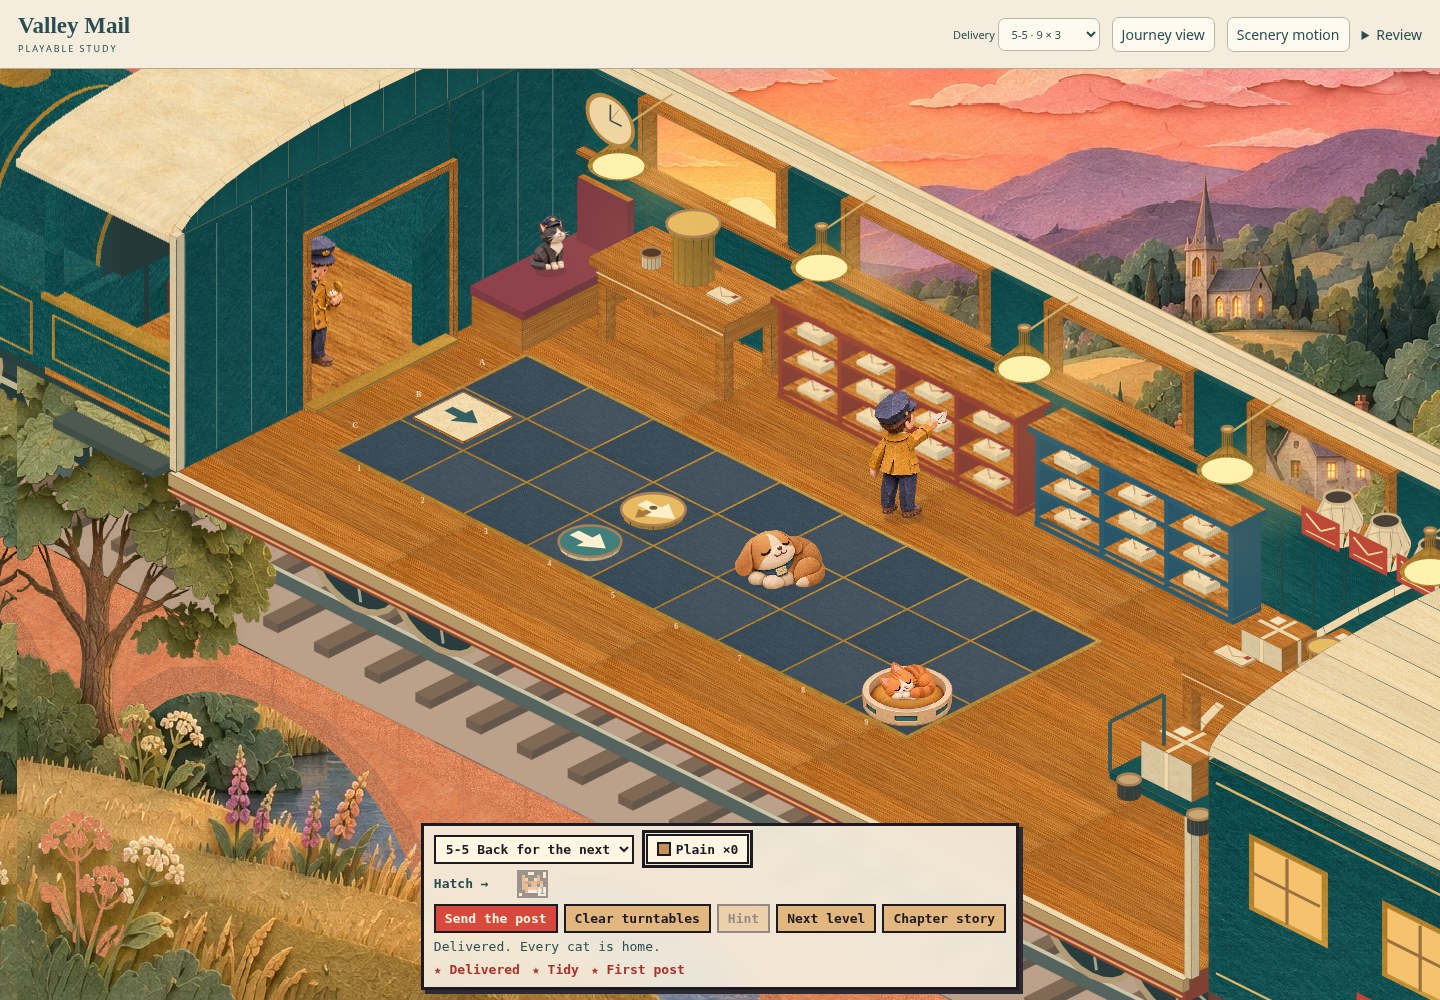 Valley Mail
PLAYABLE STUDY
Delivery 5-5 · 9 × 3 Journey view Scenery motion ▶ Review
A
B
C
1
2
3
4
5
6
7
8
9
5-5 Back for the next Plain ×0
Hatch →
Send the post Clear turntables Hint Next level Chapter story
Delivered. Every cat is home.
★ Delivered ★ Tidy ★ First post